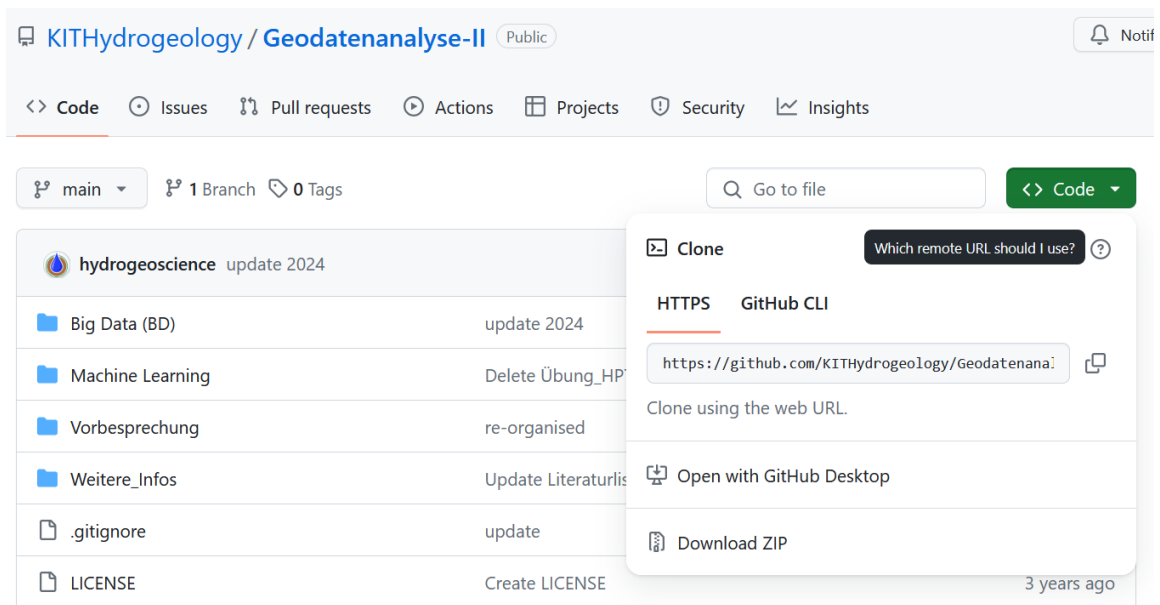 KITHydrogeology / Geodatenanalyse-II Public Notif
Code Issues Pull requests Actions Projects Security Insights
main 1 Branch 0 Tags Go to file Code
hydrogeoscience update 2024
Clone Which remote URL should I use?
HTTPS GitHub CLI
https://github.com/KITHydrogeology/Geodatenanal
Clone using the web URL.
Open with GitHub Desktop
Download ZIP
Big Data (BD) update 2024
Machine Learning Delete Übung_HPT
Vorbesprechung re-organised
Weitere_Infos Update Literaturlis
.gitignore update
LICENSE Create LICENSE 3 years ago